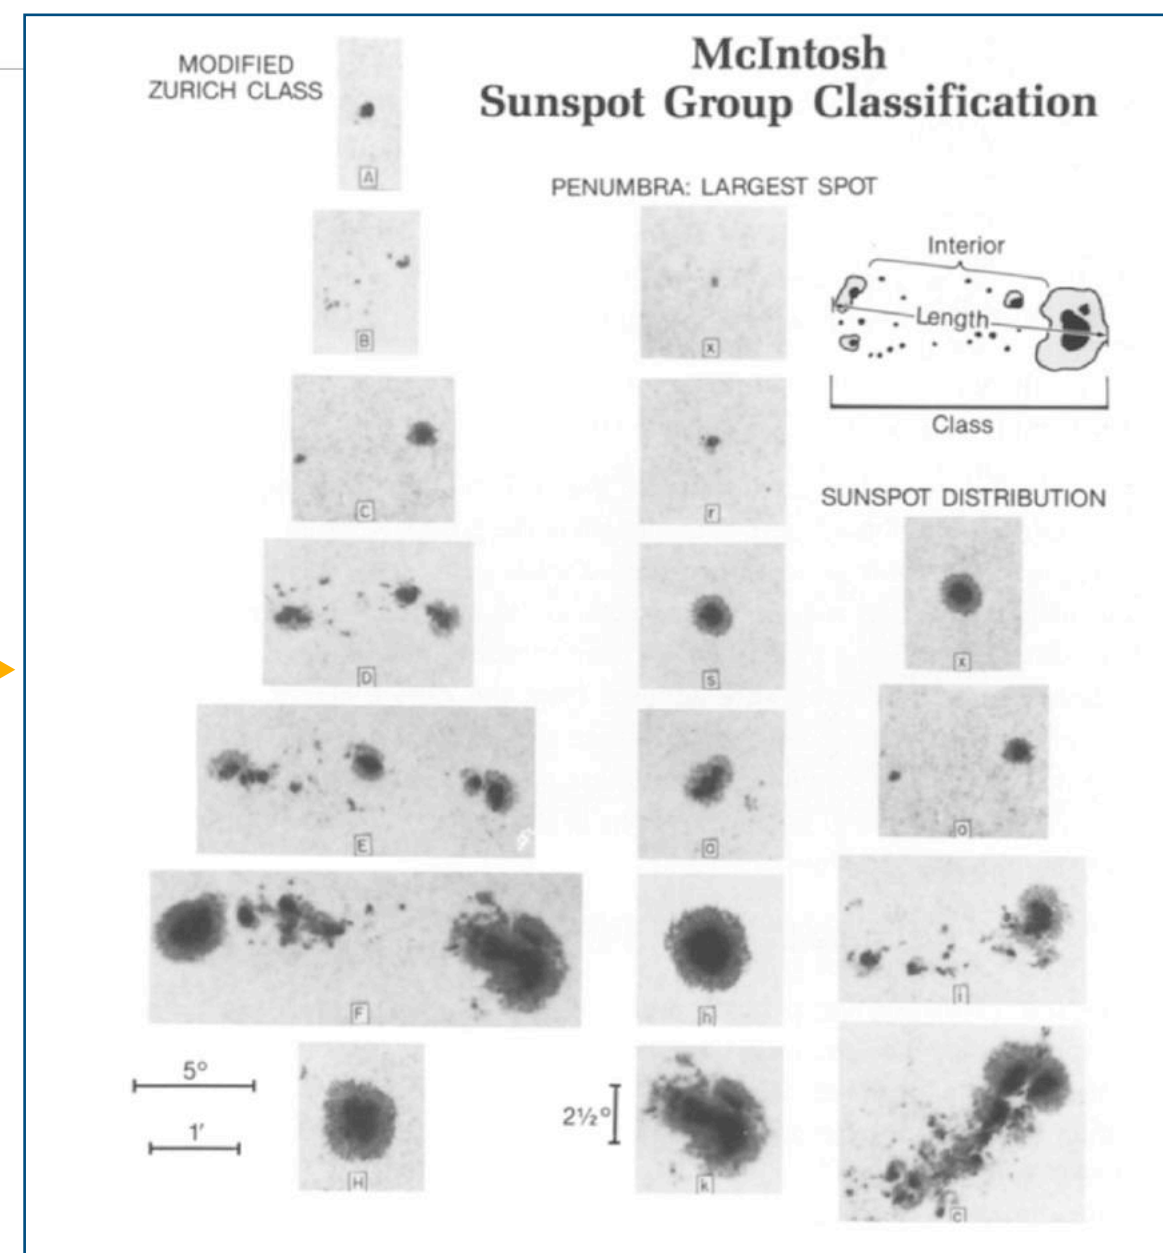 McIntosh
Sunspot Group Classification
MODIFIED
ZURICH CLASS
A
B
C
D
E
F
H
5°
1'
PENUMBRA: LARGEST SPOT
x
r
s
a
h
k
2½°
Interior
Length
Class
SUNSPOT DISTRIBUTION
x
o
i
c